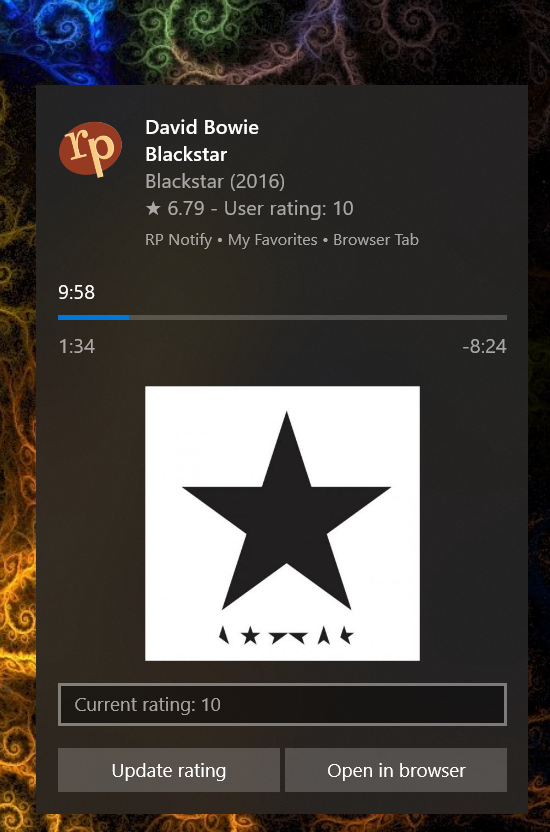 rp
David Bowie
Blackstar
Blackstar (2016)
★ 6.79 - User rating: 10
RP Notify • My Favorites • Browser Tab
9:58
1:34
-8:24
Current rating: 10
Update rating
Open in browser